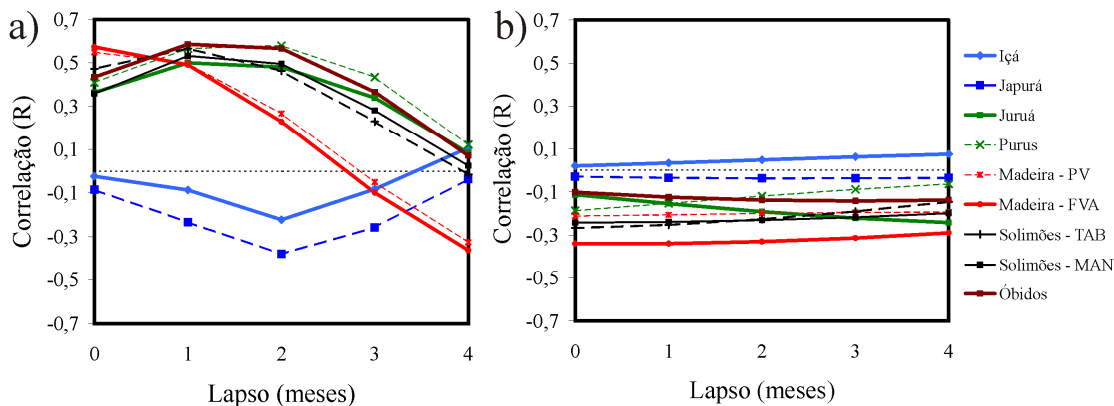 a)
Correlação (R)
0,7
0,5
0,3
0,1
-0,1
-0,3
-0,5
-0,7
0 1 2 3 4
Lapso (meses)
b)
Correlação (R)
0,7
0,5
0,3
0,1
-0,1
-0,3
-0,5
-0,7
0 1 2 3 4
Lapso (meses)
Içá
Japurá
Juruá
Purus
Madeira - PV
Madeira - FVA
Solimões - TAB
Solimões - MAN
Óbidos